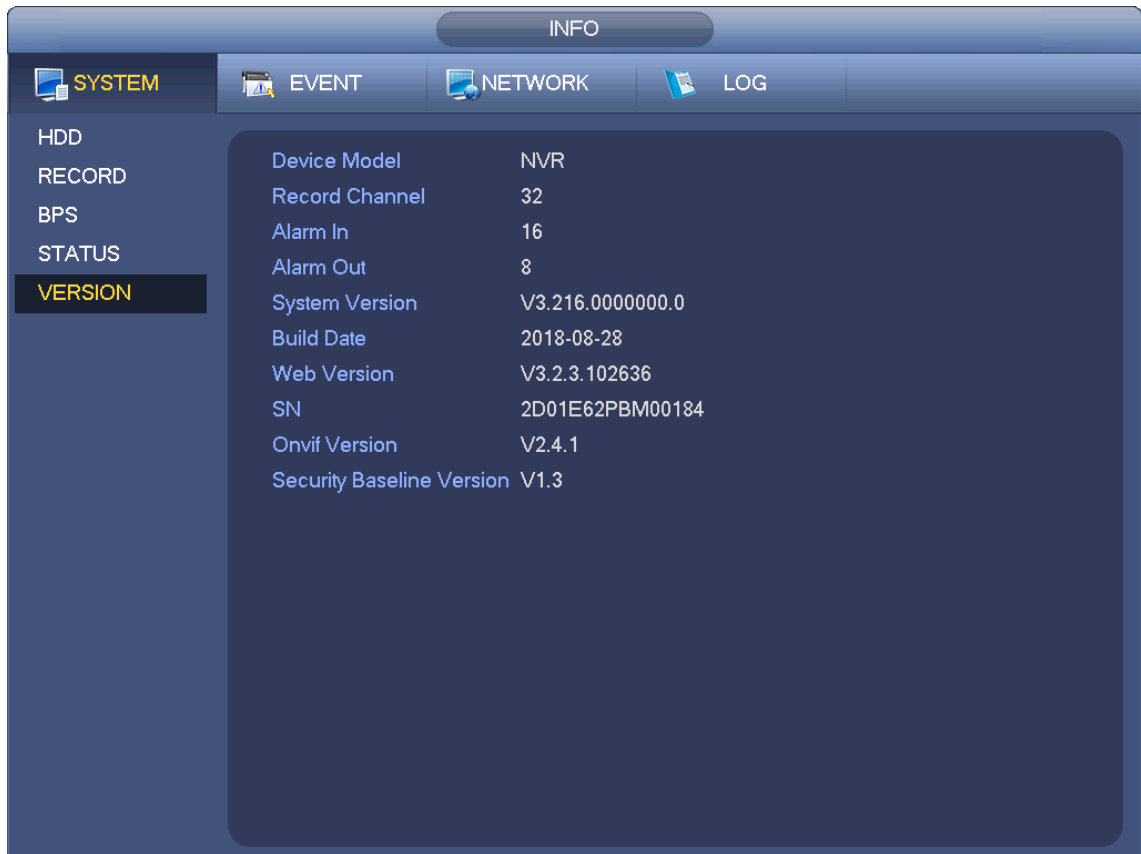 INFO
SYSTEM EVENT NETWORK LOG
HDD
RECORD
BPS
STATUS
VERSION
Device Model NVR
Record Channel 32
Alarm In 16
Alarm Out 8
System Version V3.216.0000000.0
Build Date 2018-08-28
Web Version V3.2.3.102636
SN 2D01E62PBM00184
Onvif Version V2.4.1
Security Baseline Version V1.3